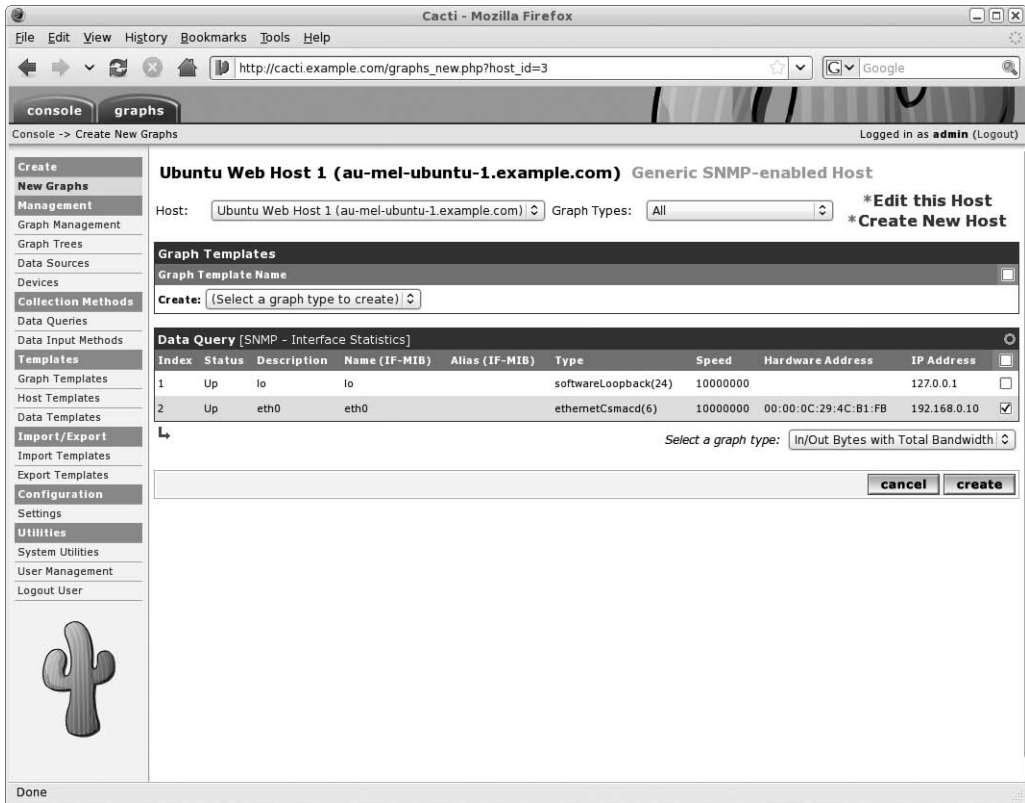 Cacti - Mozilla Firefox
File Edit View History Bookmarks Tools Help
http://cacti.example.com/graphs_new.php?host_id=3
G Google
console graphs
Console -> Create New Graphs
Logged in as admin (Logout)
Create
New Graphs
Management
Graph Management
Graph Trees
Data Sources
Devices
Collection Methods
Data Queries
Data Input Methods
Templates
Graph Templates
Host Templates
Data Templates
Import/Export
Import Templates
Export Templates
Configuration
Settings
Utilities
System Utilities
User Management
Logout User
Ubuntu Web Host 1 (au-mel-ubuntu-1.example.com) Generic SNMP-enabled Host
Host: Ubuntu Web Host 1 (au-mel-ubuntu-1.example.com) Graph Types: All
*Edit this Host
*Create New Host
Graph Templates
Graph Template Name
Create: (Select a graph type to create)
Data Query [SNMP - Interface Statistics]
Index Status Description Name (IF-MIB) Alias (IF-MIB) Type Speed Hardware Address IP Address
1 Up lo lo softwareLoopback(24) 10000000 127.0.0.1
2 Up eth0 eth0 ethernetCsmacd(6) 10000000 00:00:0C:29:4C:B1:FB 192.168.0.10
Select a graph type: In/Out Bytes with Total Bandwidth
cancel create
Done